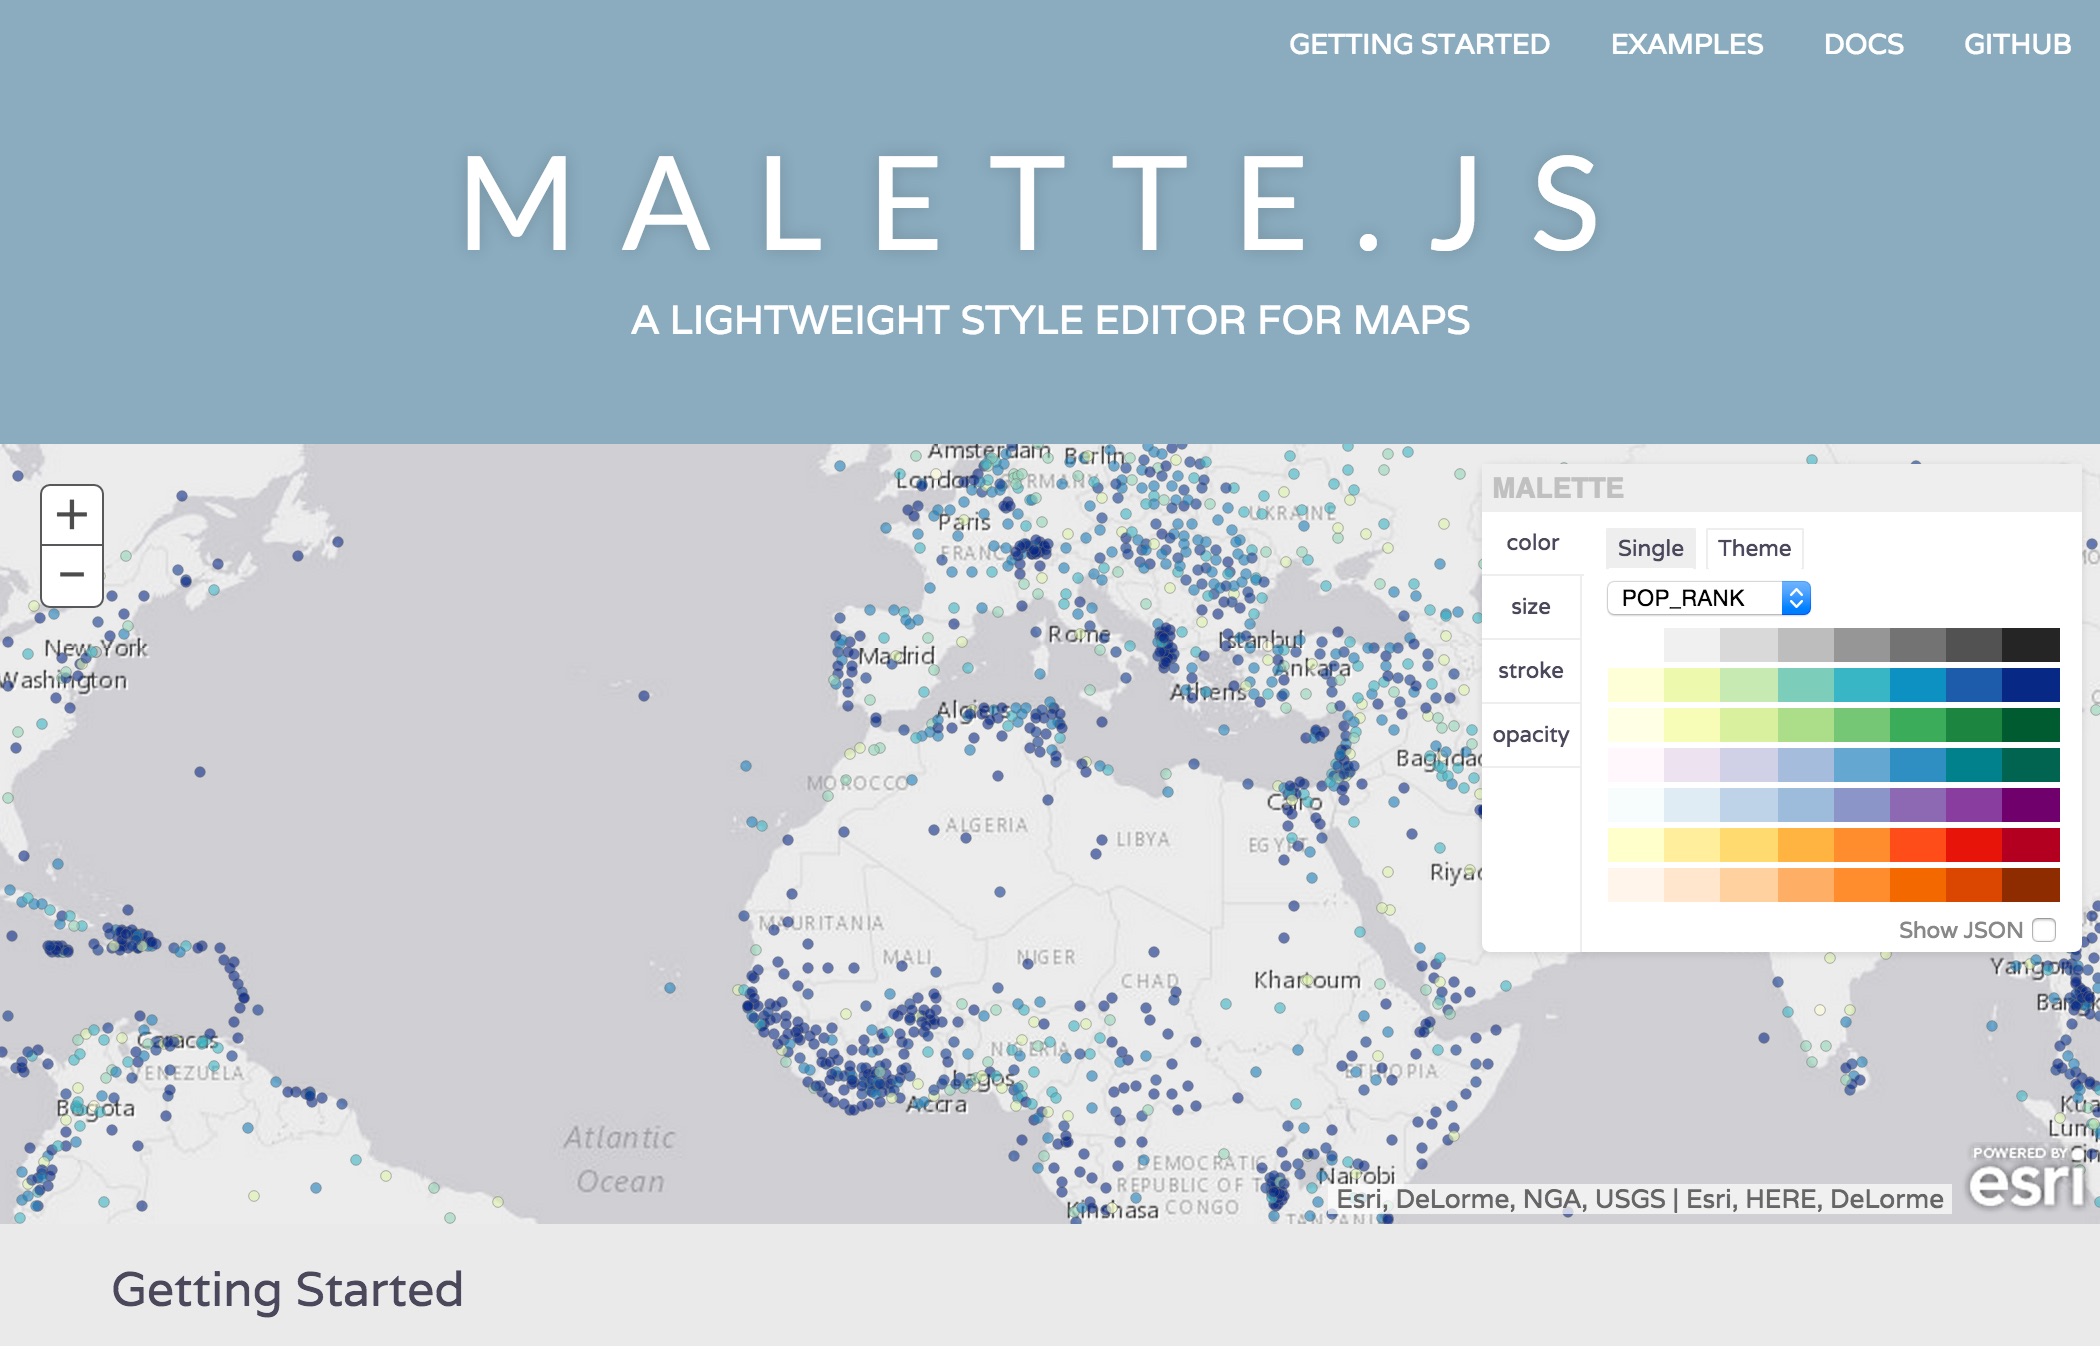 GETTING STARTED EXAMPLES DOCS GITHUB
MALETTE.JS
A LIGHTWEIGHT STYLE EDITOR FOR MAPS
+
−
Amsterdam Berlin
London
Paris
FRANC
UKRAINE
New York
Washington
Madrid
Rome
Istanbul
Ankara
Athens
Algiers
Baghdad
MOROCCO
Cairo
ALGERIA
LIBYA
EGYPT
Riyad
MAURITANIA
MALI
NIGER
CHAD
Khartoum
NIGERIA
Lagos
Accra
ETHIOPIA
Caracas
VENEZUELA
Bogota
Atlantic
Ocean
DEMOCRATIC
REPUBLIC OF T
CONGO
Nairobi
Kinshasa
TANZANI
Yangon
Kua
Lum
MALETTE
color
size
stroke
opacity
Single Theme
POP_RANK
Show JSON
Esri, DeLorme, NGA, USGS | Esri, HERE, DeLorme
POWERED BY
esri
Getting Started